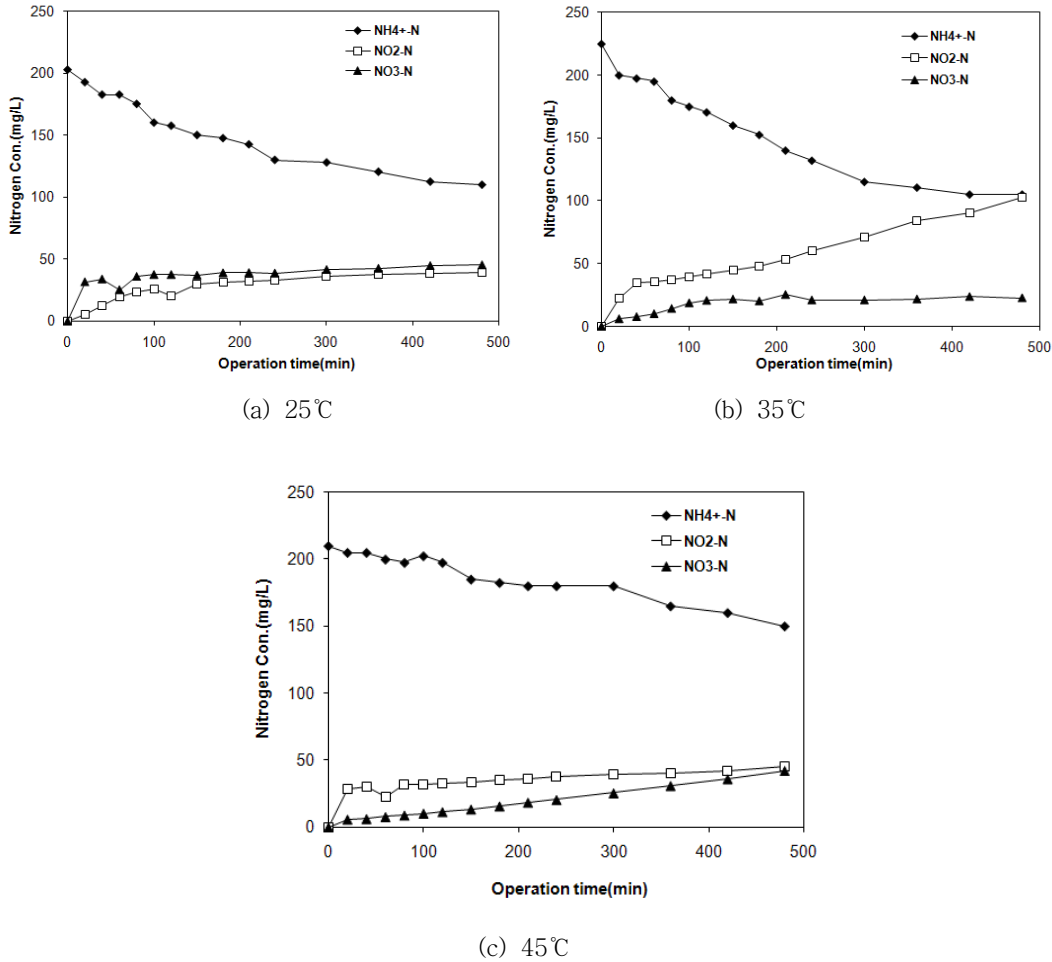 250
200
150
100
50
0
Nitrogen Con.(mg/L)
NH4+-N
NO2-N
NO3-N
0 100 200 300 400 500
Operation time(min)
(a) 25℃
250
200
150
100
50
0
Nitrogen Con.(mg/L)
NH4+-N
NO2-N
NO3-N
0 100 200 300 400 500
Operation time(min)
(b) 35℃
250
200
150
100
50
0
Nitrogen Con.(mg/L)
NH4+-N
NO2-N
NO3-N
0 100 200 300 400 500
Operation time(min)
(c) 45℃